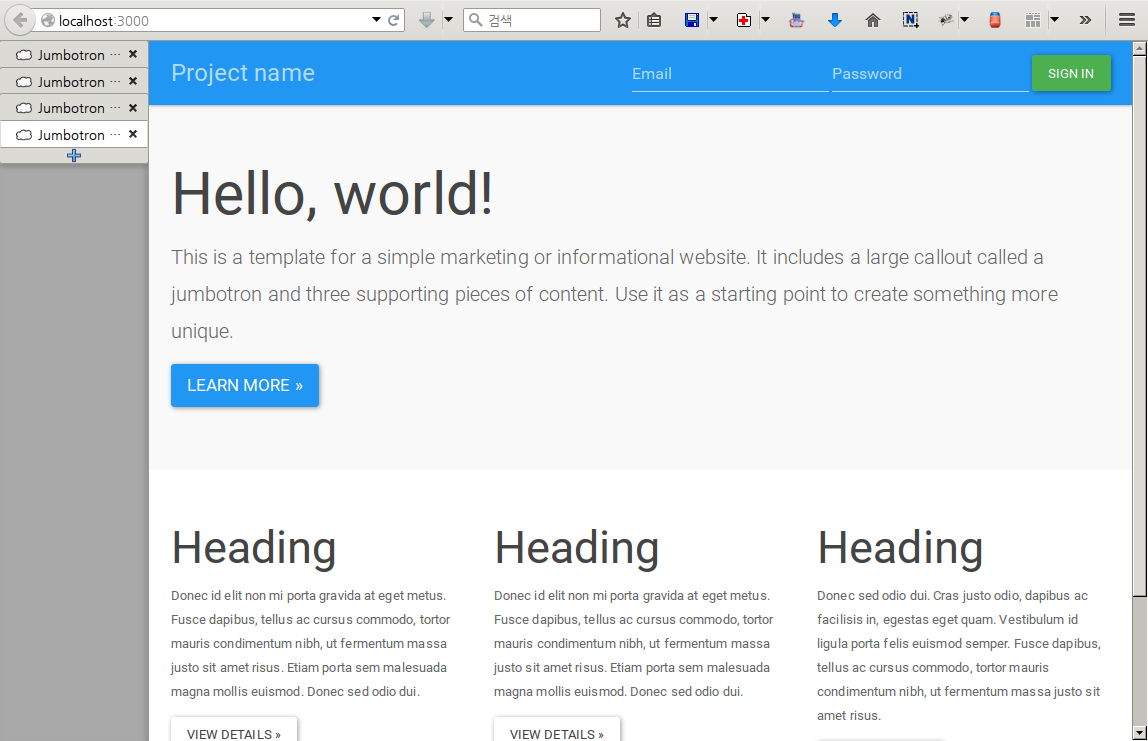 localhost:3000
검색
Jumbotron ···
Jumbotron ···
Jumbotron ···
Jumbotron ···
Project name
Email
Password
SIGN IN
Hello, world!
This is a template for a simple marketing or informational website. It includes a large callout called a
jumbotron and three supporting pieces of content. Use it as a starting point to create something more
unique.
LEARN MORE »
Heading
Donec id elit non mi porta gravida at eget metus.
Fusce dapibus, tellus ac cursus commodo, tortor
mauris condimentum nibh, ut fermentum massa
justo sit amet risus. Etiam porta sem malesuada
magna mollis euismod. Donec sed odio dui.
VIEW DETAILS »
Heading
Donec id elit non mi porta gravida at eget metus.
Fusce dapibus, tellus ac cursus commodo, tortor
mauris condimentum nibh, ut fermentum massa
justo sit amet risus. Etiam porta sem malesuada
magna mollis euismod. Donec sed odio dui.
VIEW DETAILS »
Heading
Donec sed odio dui. Cras justo odio, dapibus ac
facilisis in, egestas eget quam. Vestibulum id
ligula porta felis euismod semper. Fusce dapibus,
tellus ac cursus commodo, tortor mauris
condimentum nibh, ut fermentum massa justo sit
amet risus.